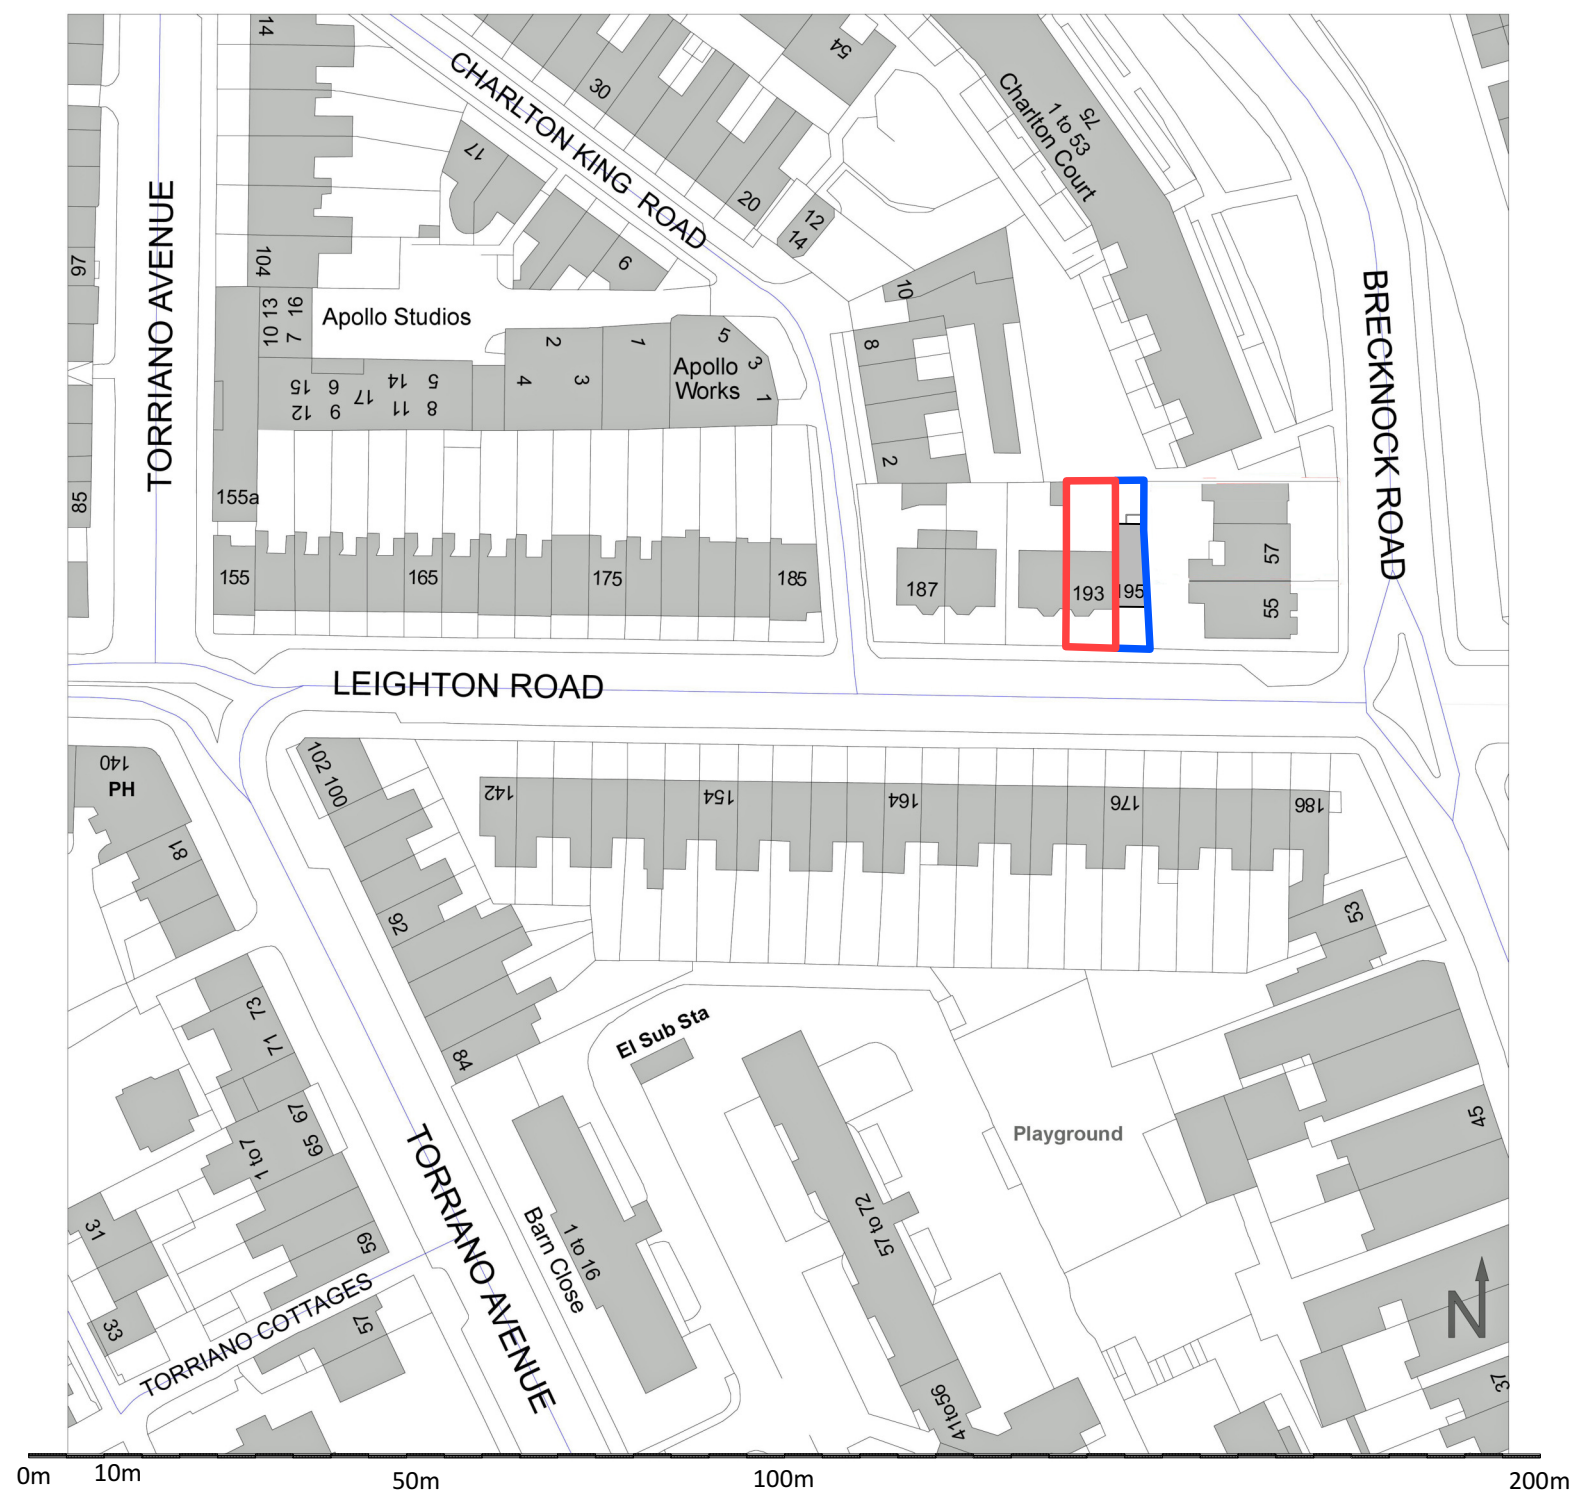 14
CHARLTON KING ROAD
30
54
75
1 to 53
Charlton Court
17
TORRIANO AVENUE
20
12
14
97
104
6
10
BRECKNOCK ROAD
10 13
7 16
Apollo Studios
2
1
5
3
1
Apollo
Works
8
4
3
15 6 17 14 5
12 9 11 8
2
85
155a
155
165
175
185
187
193
195
57
55
LEIGHTON ROAD
140
PH
102 100
142
154
164
176
186
81
92
53
73
71
84
El Sub Sta
67
65
1 to 7
Playground
45
TORRIANO AVENUE
31
59
Barn Close
1 to 16
57 to 72
33
57
TORRIANO COTTAGES
N
41to56
37
0m
10m
50m
100m
200m